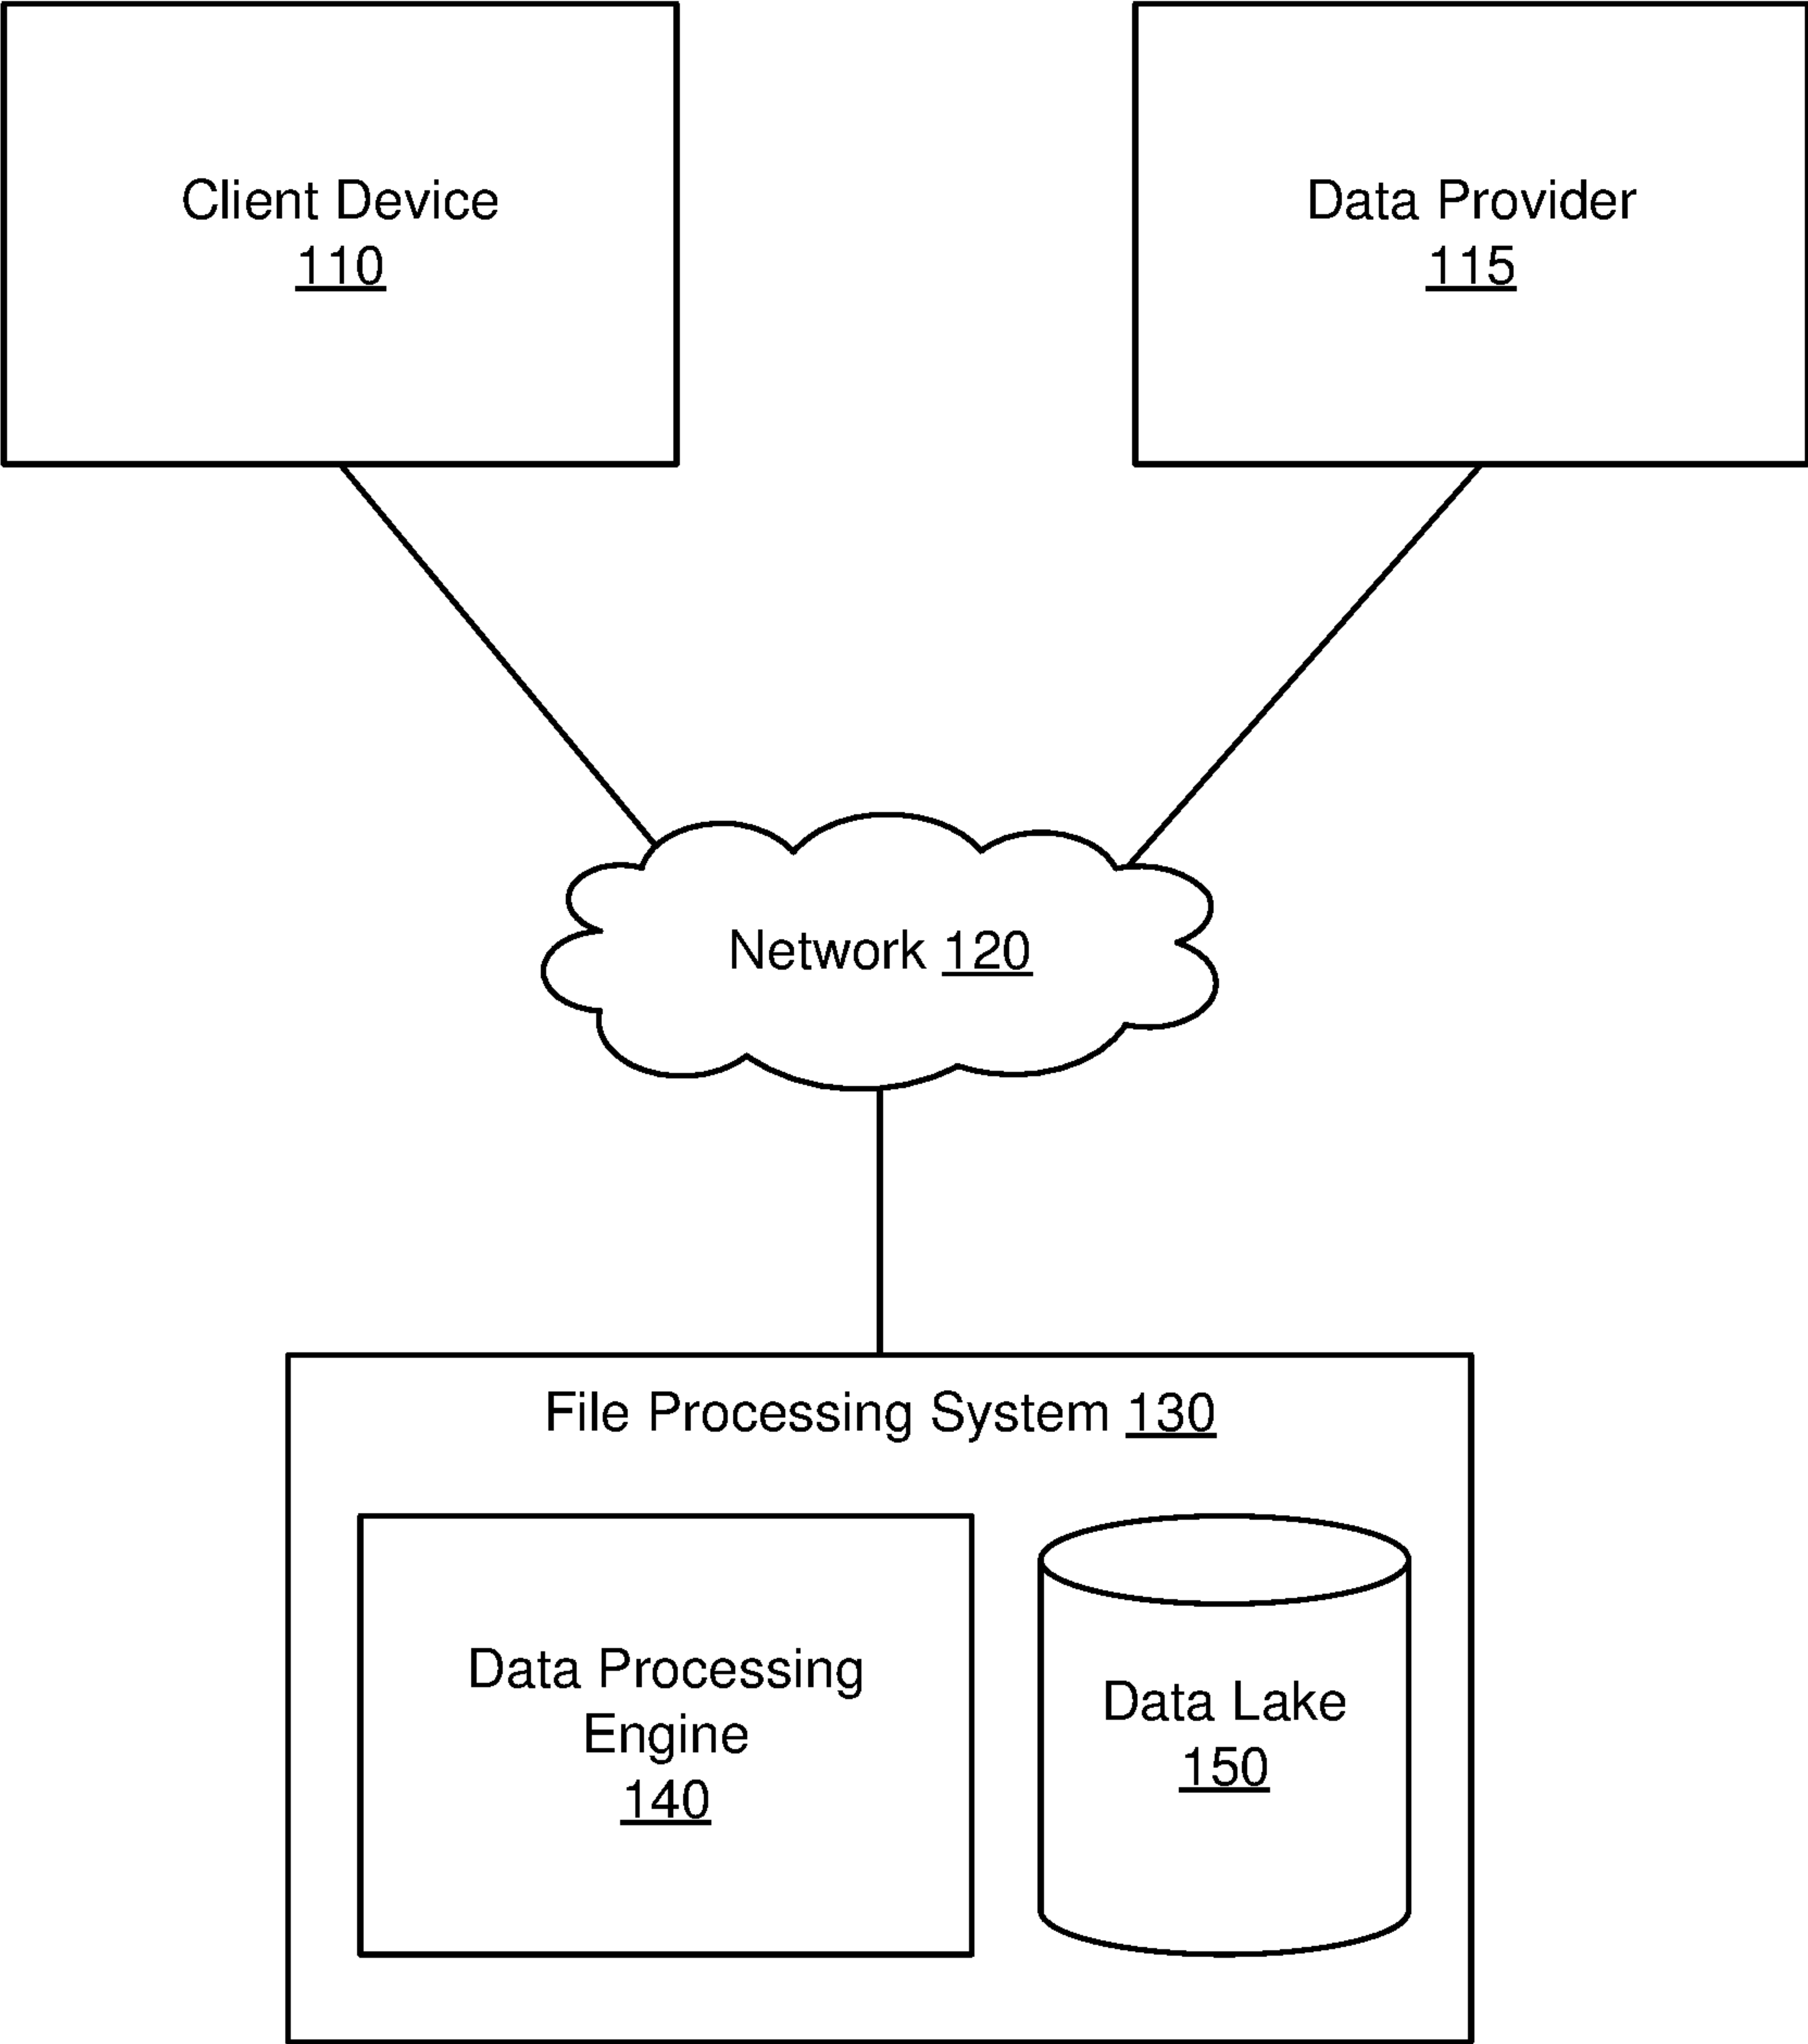 Client Device
110
Data Provider
115
Network 120
File Processing System 130
Data Processing
Engine
140
Data Lake
150